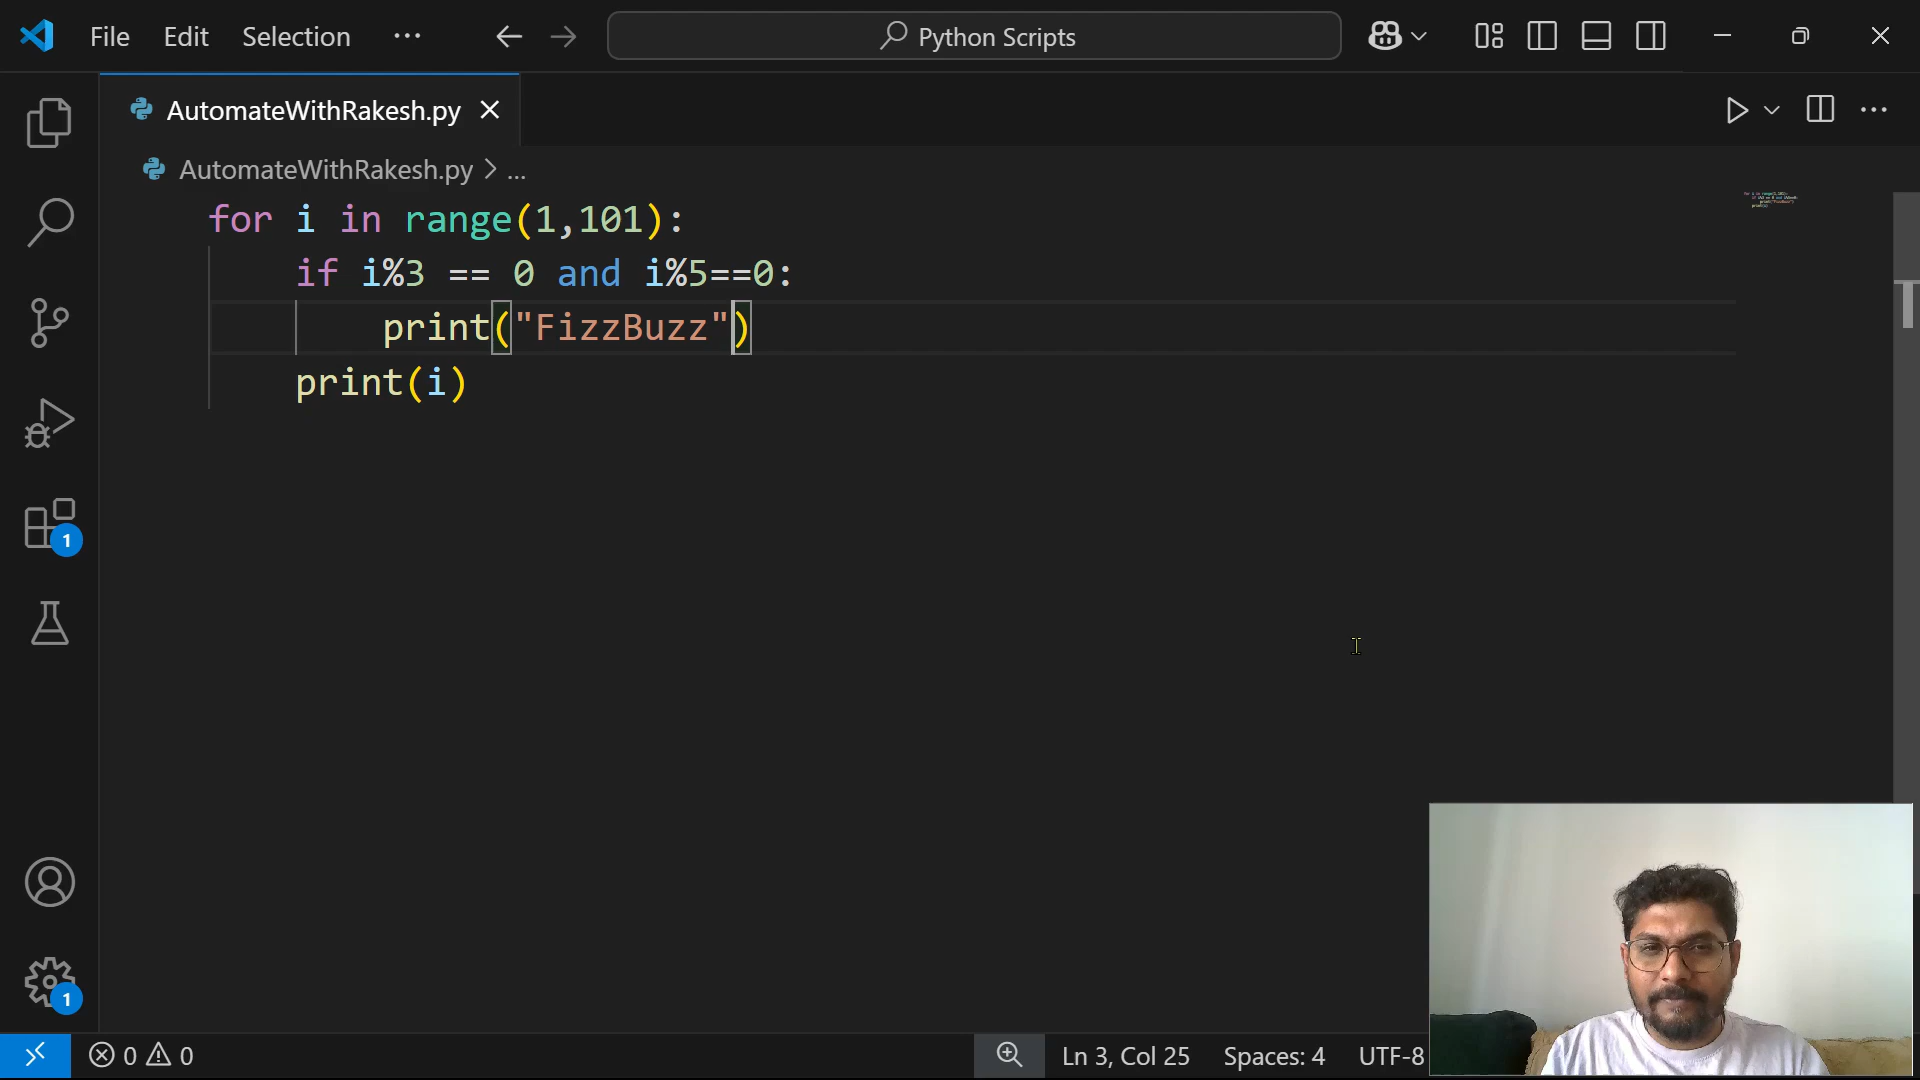 File Edit Selection ... Python Scripts
AutomateWithRakesh.py
AutomateWithRakesh.py > ...
for i in range(1,101):
if i%3 == 0 and i%5==0:
print("FizzBuzz")
print(i)
1
1
0 0 Ln 3, Col 25 Spaces: 4 UTF-8